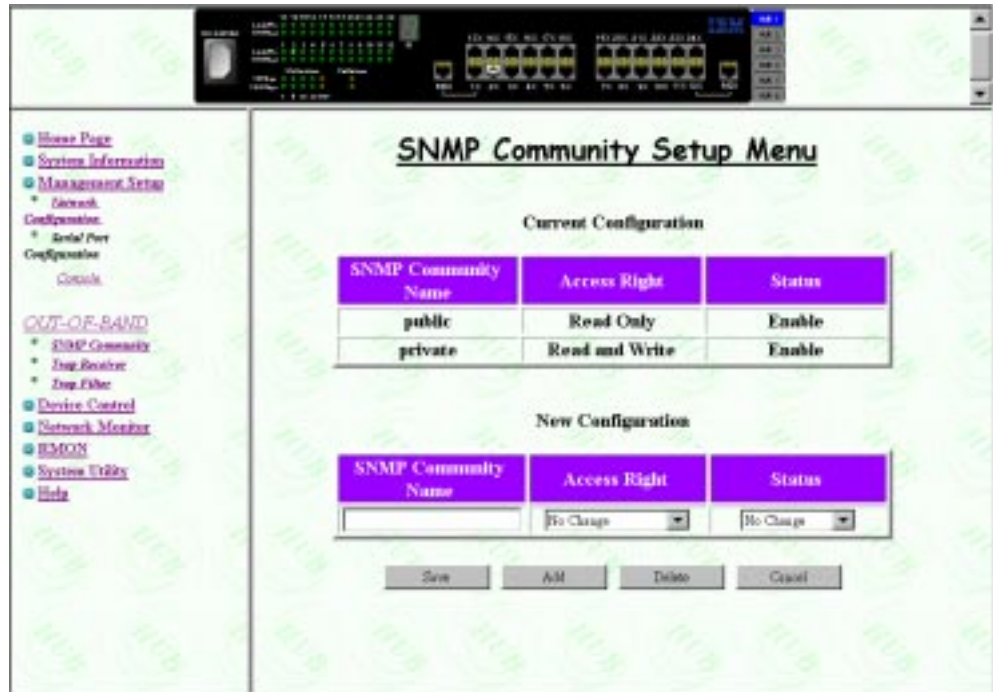 Home Page
System Information
Management Setup
Network
Configuration
Serial Port
Configuration
Console
OUT-OF-BAND
SNMP Community
Trap Receiver
Trap Filter
Device Control
Network Monitor
RMON
System Utility
Help
SNMP Community Setup Menu
Current Configuration
SNMP Community Name
Access Right
Status
public
Read Only
Enable
private
Read and Write
Enable
New Configuration
SNMP Community Name
Access Right
Status
No Change
No Change
Save
Add
Delete
Cancel